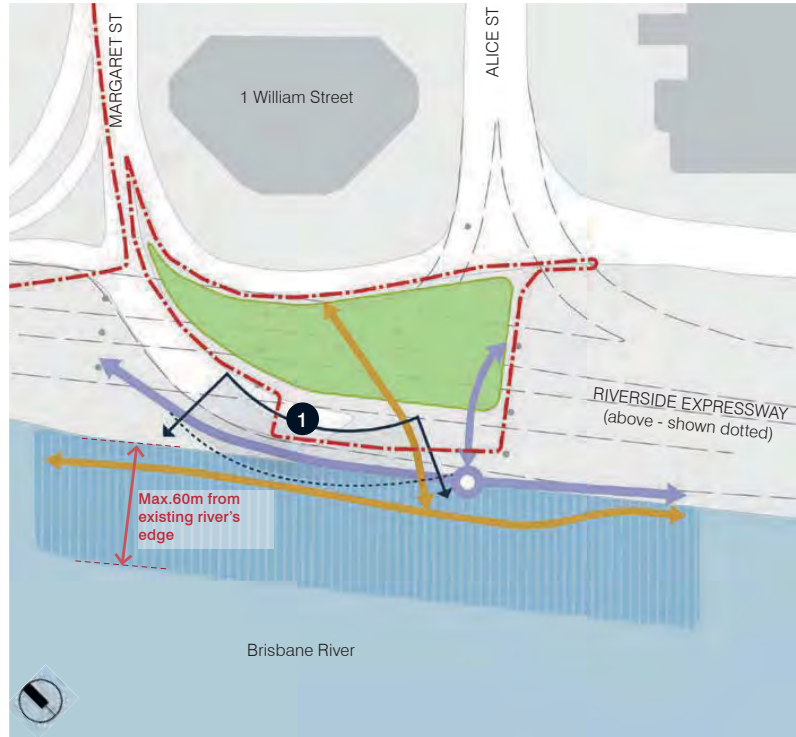 MARGARET ST
ALICE ST
1 William Street
RIVERSIDE EXPRESSWAY
(above - shown dotted)
1
Max.60m from
existing river's
edge
Brisbane River